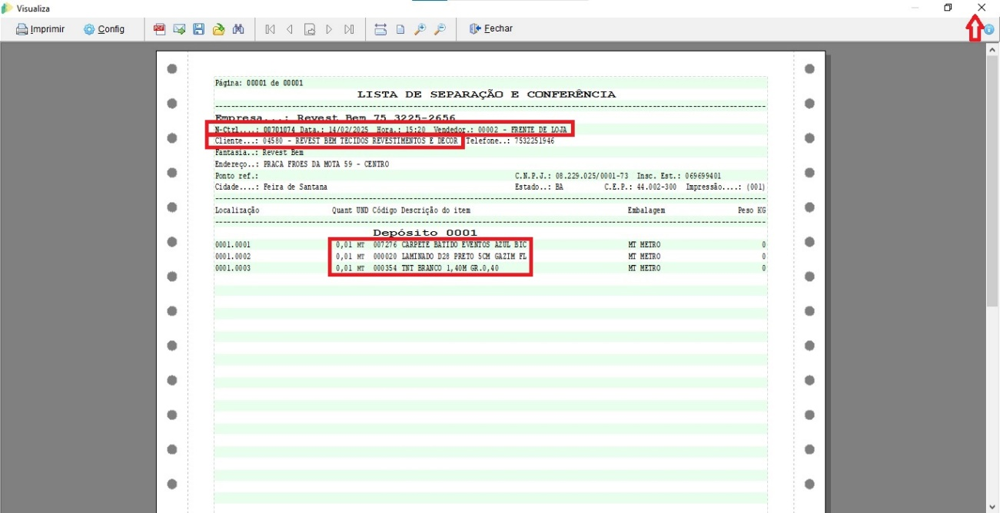 Visualiza
Imprimir Config Fechar
Página: 00001 de 00001
LISTA DE SEPARAÇÃO E CONFERÊNCIA
Empresa...: Revest Bem 75 3225-2656
N-Ctrl....: 00701074 Data.: 14/02/2025 Hora.: 15:20 Vendedor.: 00002 - FRENTE DE LOJA
Cliente...: 04580 - REVEST BEM TECIDOS REVESTIMENTOS E DECOR Telefone..: 7532251946
Fantasia..: Revest Bem
Endereço..: PRACA FROES DA MOTA 59 - CENTRO
Ponto ref.: C.N.P.J.: 08.229.025/0001-73 Insc. Est.: 069699401
Cidade....: Feira de Santana Estado..: BA C.E.P.: 44.002-300 Impressão....: (001)
Localização Quant UND Código Descrição do item Embalagem Peso KG
Depósito 0001
0001.0001 0,01 MT 007276 CARPETE BATIDO EVENTOS AZUL BIC MT METRO 0
0001.0002 0,01 MT 000020 LAMINADO D28 PRETO 5CM GAZIM FL MT METRO 0
0001.0003 0,01 MT 000354 TNT BRANCO 1,40M GR.0,40 MT METRO 0